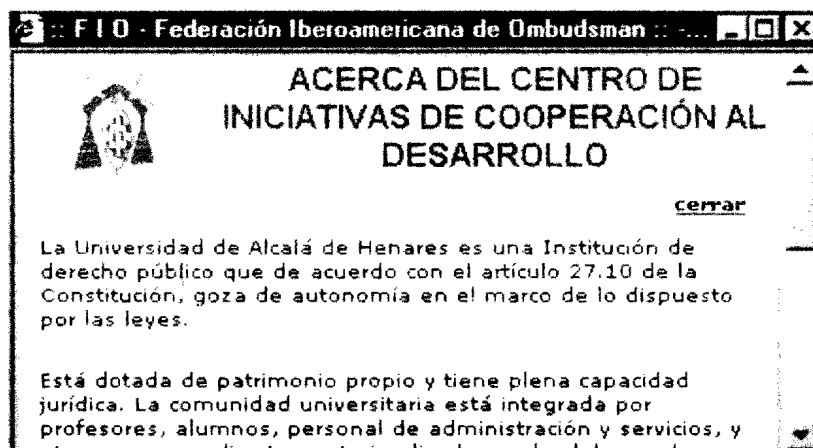 :: F I O - Federación Iberoamericana de Ombudsman :: -...
ACERCA DEL CENTRO DE
INICIATIVAS DE COOPERACIÓN AL
DESARROLLO
cerrar
La Universidad de Alcalá de Henares es una Institución de
derecho público que de acuerdo con el artículo 27.10 de la
Constitución, goza de autonomía en el marco de lo dispuesto
por las leyes.
Está dotada de patrimonio propio y tiene plena capacidad
jurídica. La comunidad universitaria está integrada por
profesores, alumnos, personal de administración y servicios, y